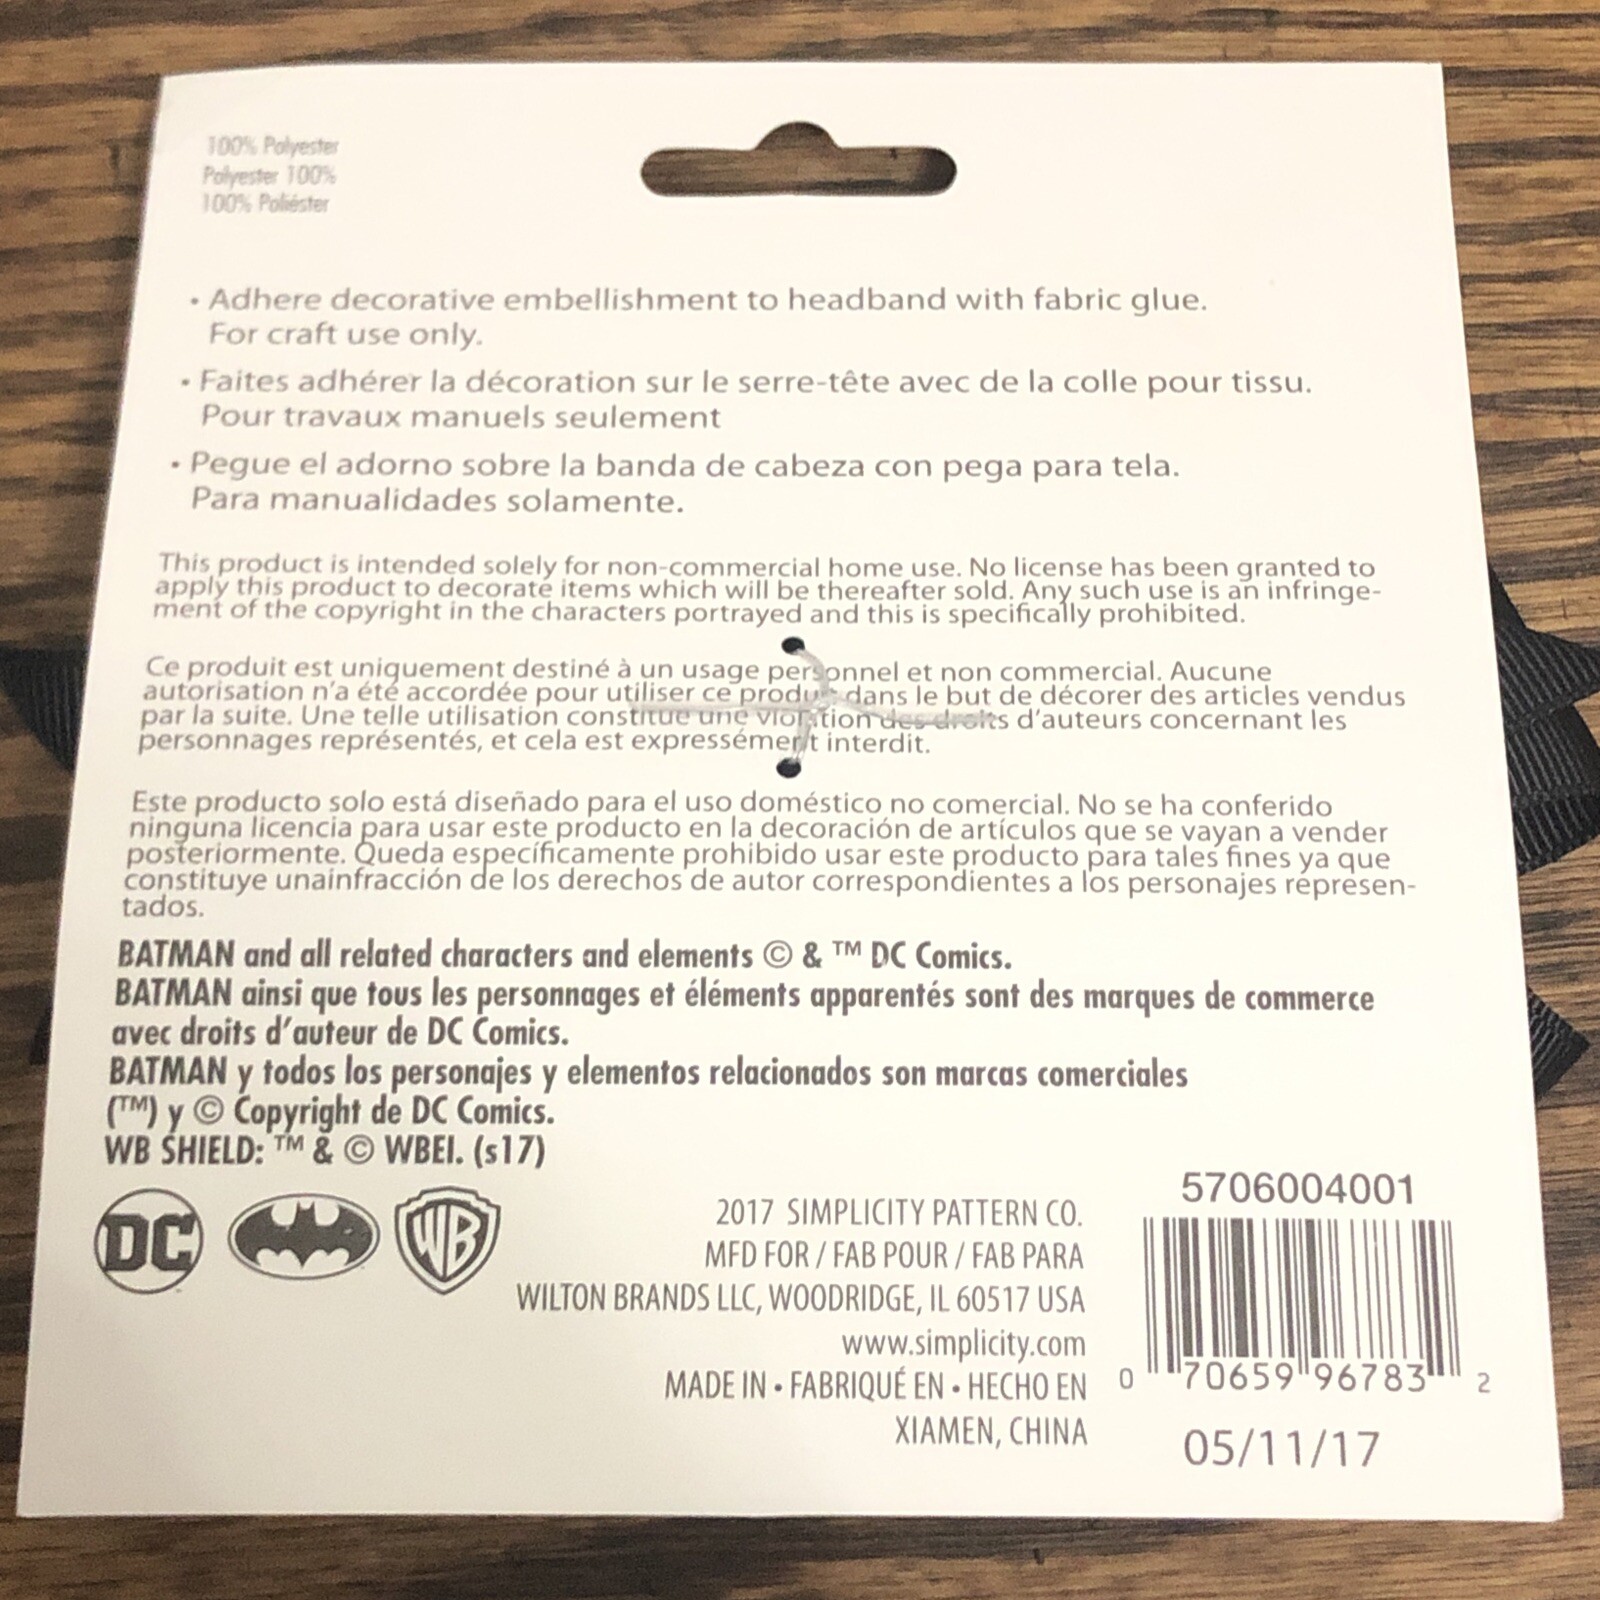 100% Polyester
Polyester 100%
100% Poliéster
• Adhere decorative embellishment to headband with fabric glue.
For craft use only.
• Faites adhérer la décoration sur le serre-tête avec de la colle pour tissu.
Pour travaux manuels seulement
• Pegue el adorno sobre la banda de cabeza con pega para tela.
Para manualidades solamente.
This product is intended solely for non-commercial home use. No license has been granted to
apply this product to decorate items which will be thereafter sold. Any such use is an infringe-
ment of the copyright in the characters portrayed and this is specifically prohibited.
Ce produit est uniquement destiné à un usage personnel et non commercial. Aucune
autorisation n'a été accordée pour utiliser ce produit dans le but de décorer des articles vendus
par la suite. Une telle utilisation constitue une violation des droits d'auteurs concernant les
personnages représentés, et cela est expressément interdit.
Este producto solo está diseñado para el uso doméstico no comercial. No se ha conferido
ninguna licencia para usar este producto en la decoración de artículos que se vayan a vender
posteriormente. Queda específicamente prohibido usar este producto para tales fines ya que
constituye unainfracción de los derechos de autor correspondientes a los personajes represen-
tados.
BATMAN and all related characters and elements © & ™ DC Comics.
BATMAN ainsi que tous les personnages et éléments apparentés sont des marques de commerce
avec droits d'auteur de DC Comics.
BATMAN y todos los personajes y elementos relacionados son marcas comerciales
(™) y © Copyright de DC Comics.
WB SHIELD: ™ & © WBEI. (s17)
DC
WB
2017 SIMPLICITY PATTERN CO.
MFD FOR / FAB POUR / FAB PARA
WILTON BRANDS LLC, WOODRIDGE, IL 60517 USA
www.simplicity.com
MADE IN • FABRIQUÉ EN • HECHO EN
XIAMEN, CHINA
5706004001
0 70659 96783 2
05/11/17